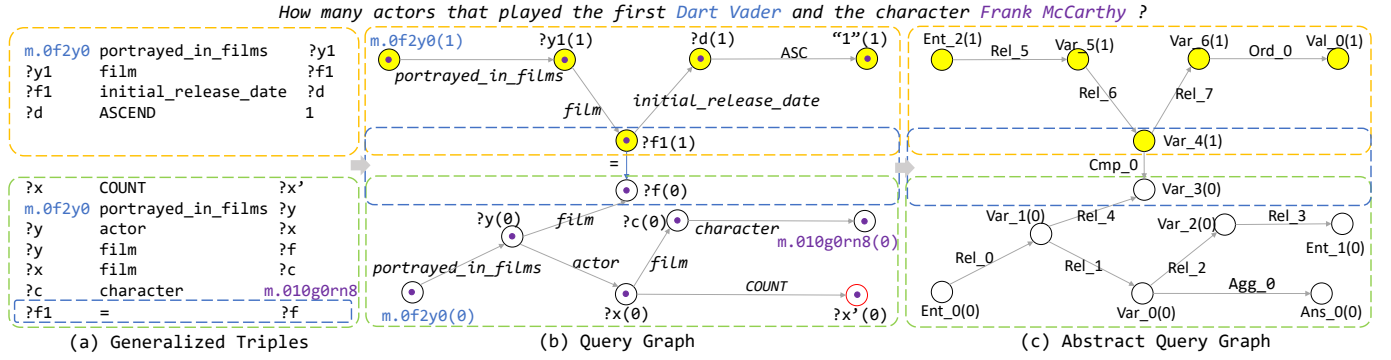 How many actors that played the first Dart Vader and the character Frank McCarthy ?
m.0f2y0 portrayed_in_films ?y1
?y1 film ?f1
?f1 initial_release_date ?d
?d ASCEND 1
?x COUNT ?x’
m.0f2y0 portrayed_in_films ?y
?y actor ?x
?y film ?f
?x film ?c
?c character m.010g0rn8
?f1 = ?f
(a) Generalized Triples
m.0f2y0(1) ?y1(1) ?d(1) “1”(1)
portrayed_in_films ASC
film initial_release_date
?f1(1)
=
?f(0)
?y(0) film ?c(0) character
m.010g0rn8(0)
portrayed_in_films actor film
COUNT
m.0f2y0(0) ?x(0) ?x’(0)
(b) Query Graph
Ent_2(1) Rel_5 Var_5(1) Var_6(1) Ord_0 Val_0(1)
Rel_6 Rel_7
Var_4(1)
Cmp_0
Var_3(0)
Var_1(0) Rel_4 Var_2(0) Rel_3
Ent_1(0)
Rel_0 Rel_1 Rel_2
Agg_0
Ent_0(0) Var_0(0) Ans_0(0)
(c) Abstract Query Graph